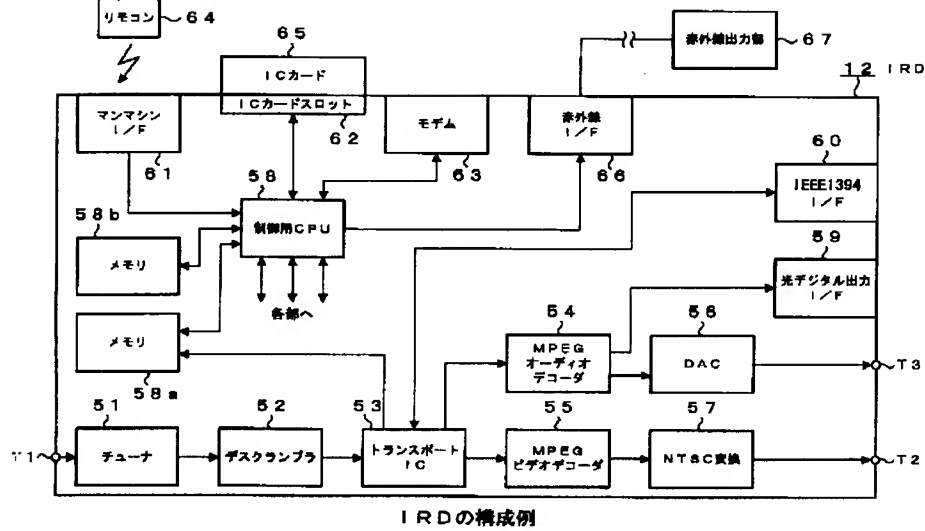 リモコン
64
65
ICカード
ICカードスロット
62
赤外線出力部
67
12 IRD
マンマシン
I/F
61
モデム
63
赤外線
I/F
66
60
IEEE1394
I/F
58
制御用CPU
各部へ
58b
メモリ
59
光デジタル出力
I/F
メモリ
58a
54
MPEG
オーディオ
デコーダ
56
DAC
T3
51
チューナ
52
デスクランブラ
53
トランスポート
IC
55
MPEG
ビデオデコーダ
57
NTSC変換
T1
T2
IRDの構成例